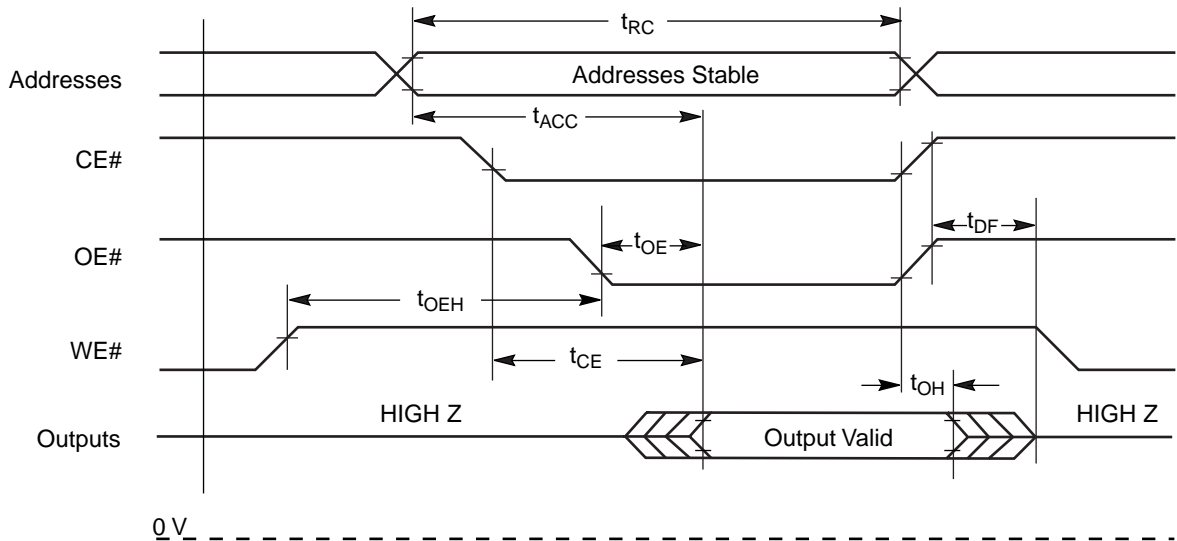 tRC
Addresses
Addresses Stable
tACC
CE#
tDF
tOE
OE#
tOEH
WE#
tCE
tOH
HIGH Z
HIGH Z
Outputs
Output Valid
0 V